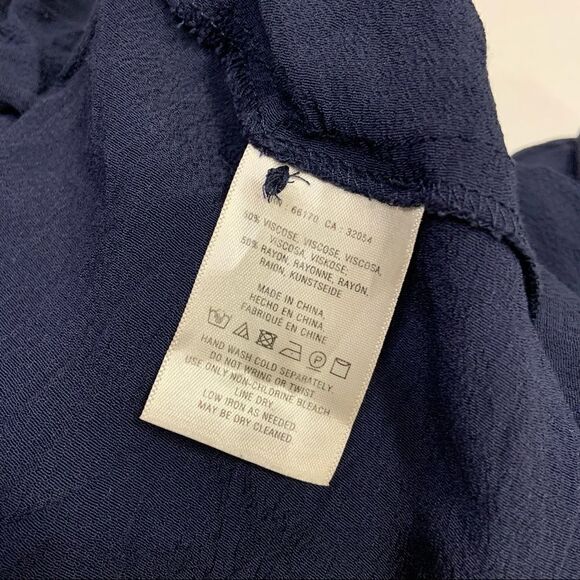 66170 CA : 32054
50% VISCOSE, VISCOSE, VISCOSA,
VISCOSA, VISKOSE;
50% RAYON, RAYONNE, RAYÓN,
RAION, KUNSTSEIDE
MADE IN CHINA,
HECHO EN CHINA,
FABRIQUÉ EN CHINE
HAND WASH COLD SEPARATELY.
DO NOT WRING OR TWIST
USE ONLY NON-CHLORINE BLEACH
LINE DRY.
LOW IRON AS NEEDED.
MAY BE DRY CLEANED.